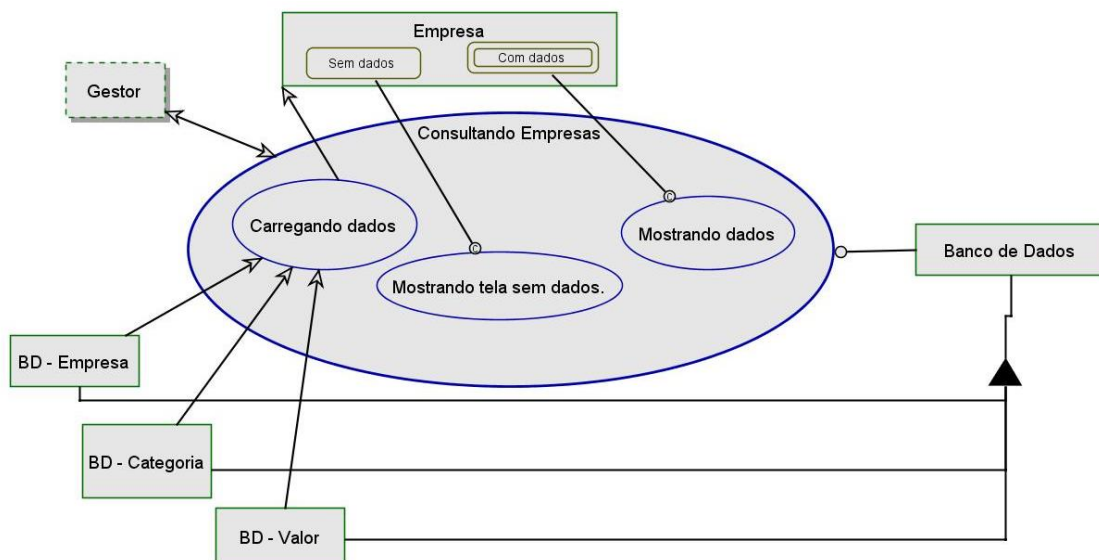 Empresa
Sem dados
Com dados
Gestor
Consultando Empresas
Carregando dados
Mostrando dados
Mostrando tela sem dados.
Banco de Dados
BD - Empresa
BD - Categoria
BD - Valor
C
C